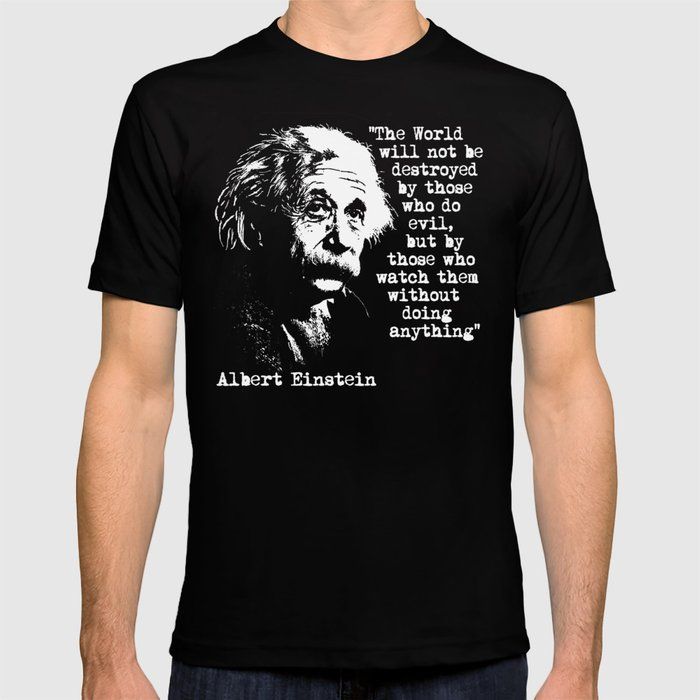 "The World
will not be
destroyed
by those
who do
evil,
but by
those who
watch them
without
doing
anything"
Albert Einstein